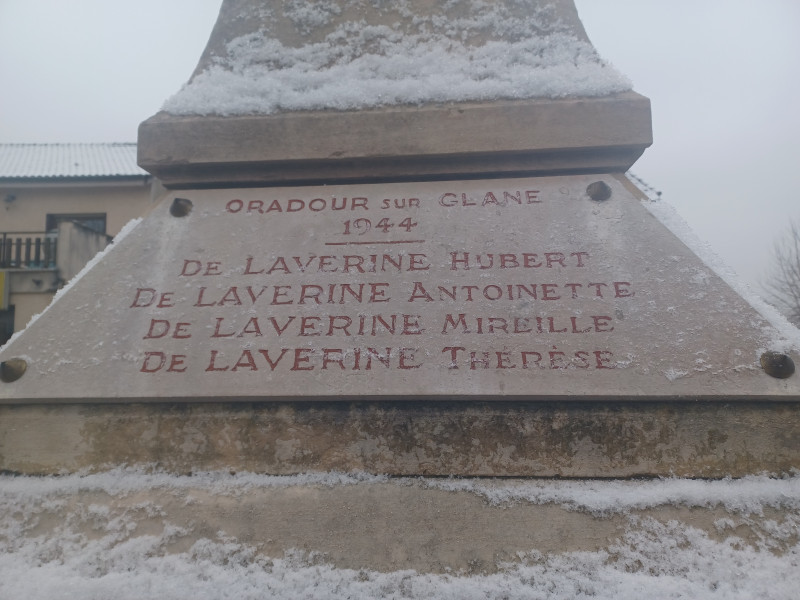 ORADOUR SUR GLANE
1944
DE LAVERINE HUBERT
DE LAVERINE ANTOINETTE
DE LAVERINE MIREILLE
DE LAVERINE THÉRÈSE